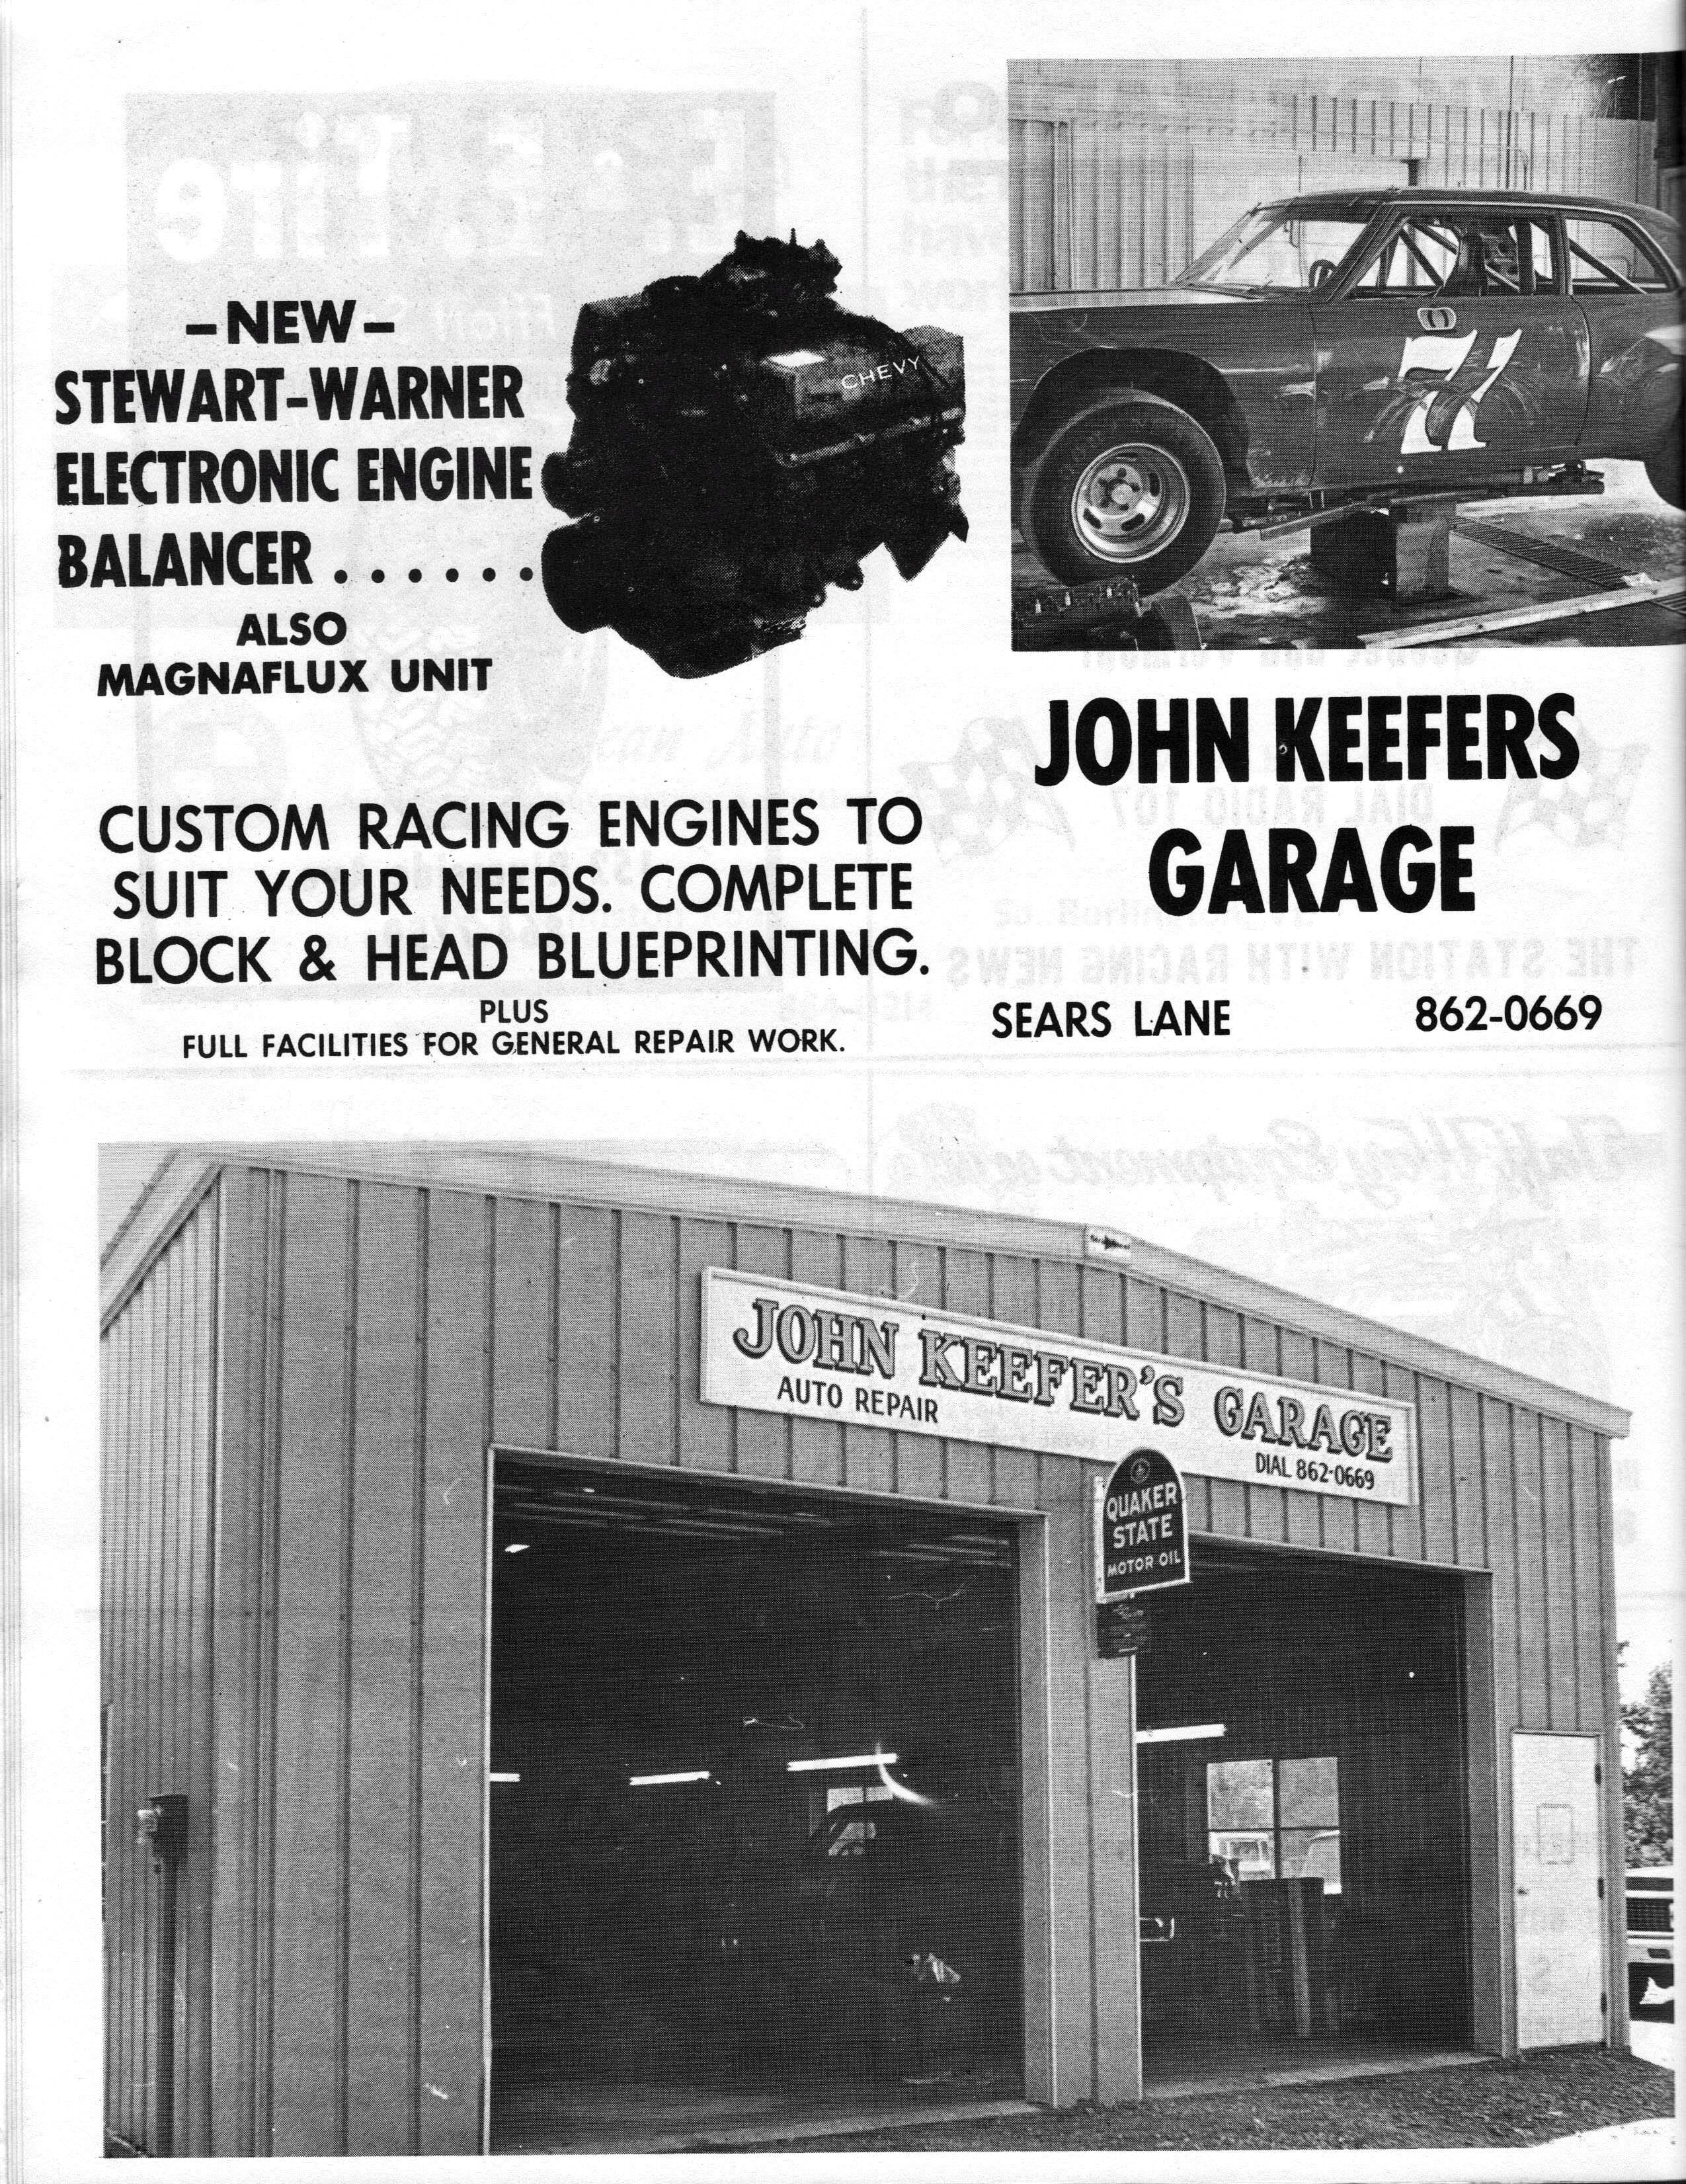 –NEW–
STEWART-WARNER
ELECTRONIC ENGINE
BALANCER . . . . . .
ALSO
MAGNAFLUX UNIT
CHEVY
CUSTOM RACING ENGINES TO
SUIT YOUR NEEDS. COMPLETE
BLOCK & HEAD BLUEPRINTING.
PLUS
FULL FACILITIES FOR GENERAL REPAIR WORK.
JOHN KEEFERS
GARAGE
SEARS LANE 862-0669
JOHN KEEFER'S GARAGE
AUTO REPAIR
DIAL 862-0669
QUAKER
STATE
MOTOR OIL